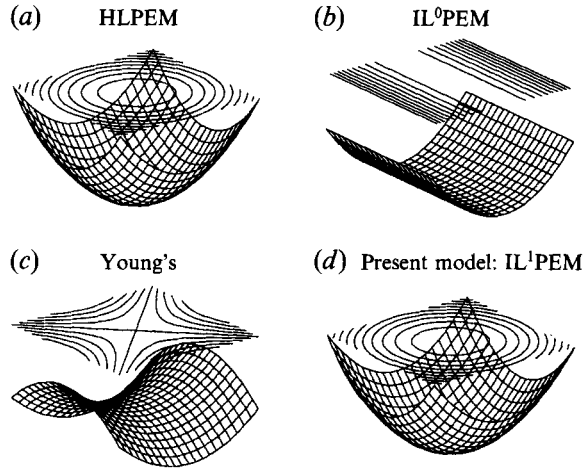 (a) HLPEM
(b) IL⁰PEM
(c) Young's
(d) Present model: IL¹PEM